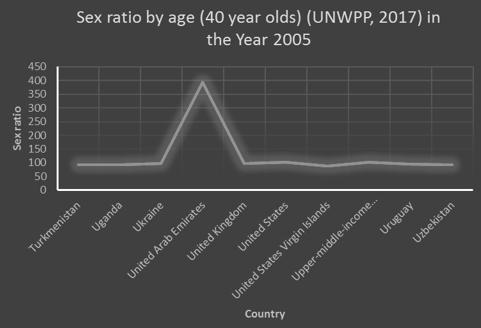 Sex ratio by age (40 year olds) (UNWPP, 2017) in
the Year 2005
450
400
350
300
250
200
150
100
50
0
Sex ratio
Turkmenistan
Uganda
Ukraine
United Arab Emirates
United Kingdom
United States
United States Virgin Islands
Upper-middle-income...
Uruguay
Uzbekistan
Country